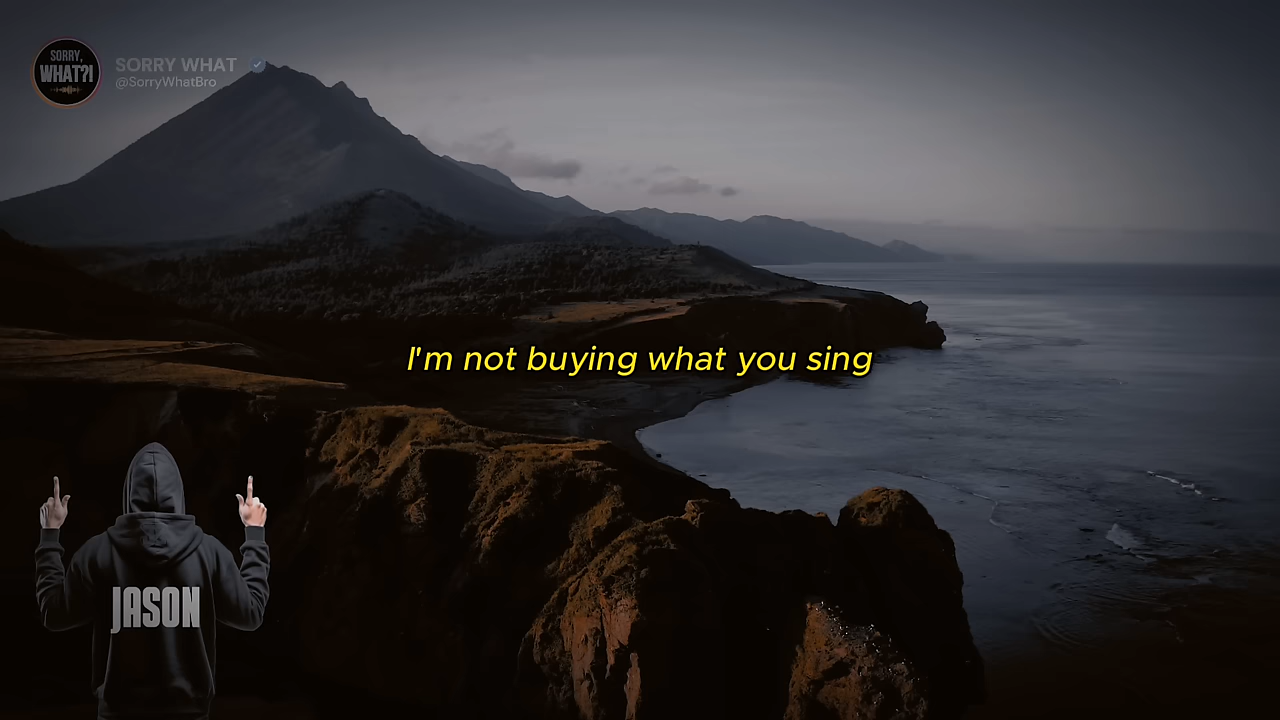 SORRY,
WHAT?!
SORRY WHAT
@SorryWhatBro
I'm not buying what you sing
JASON